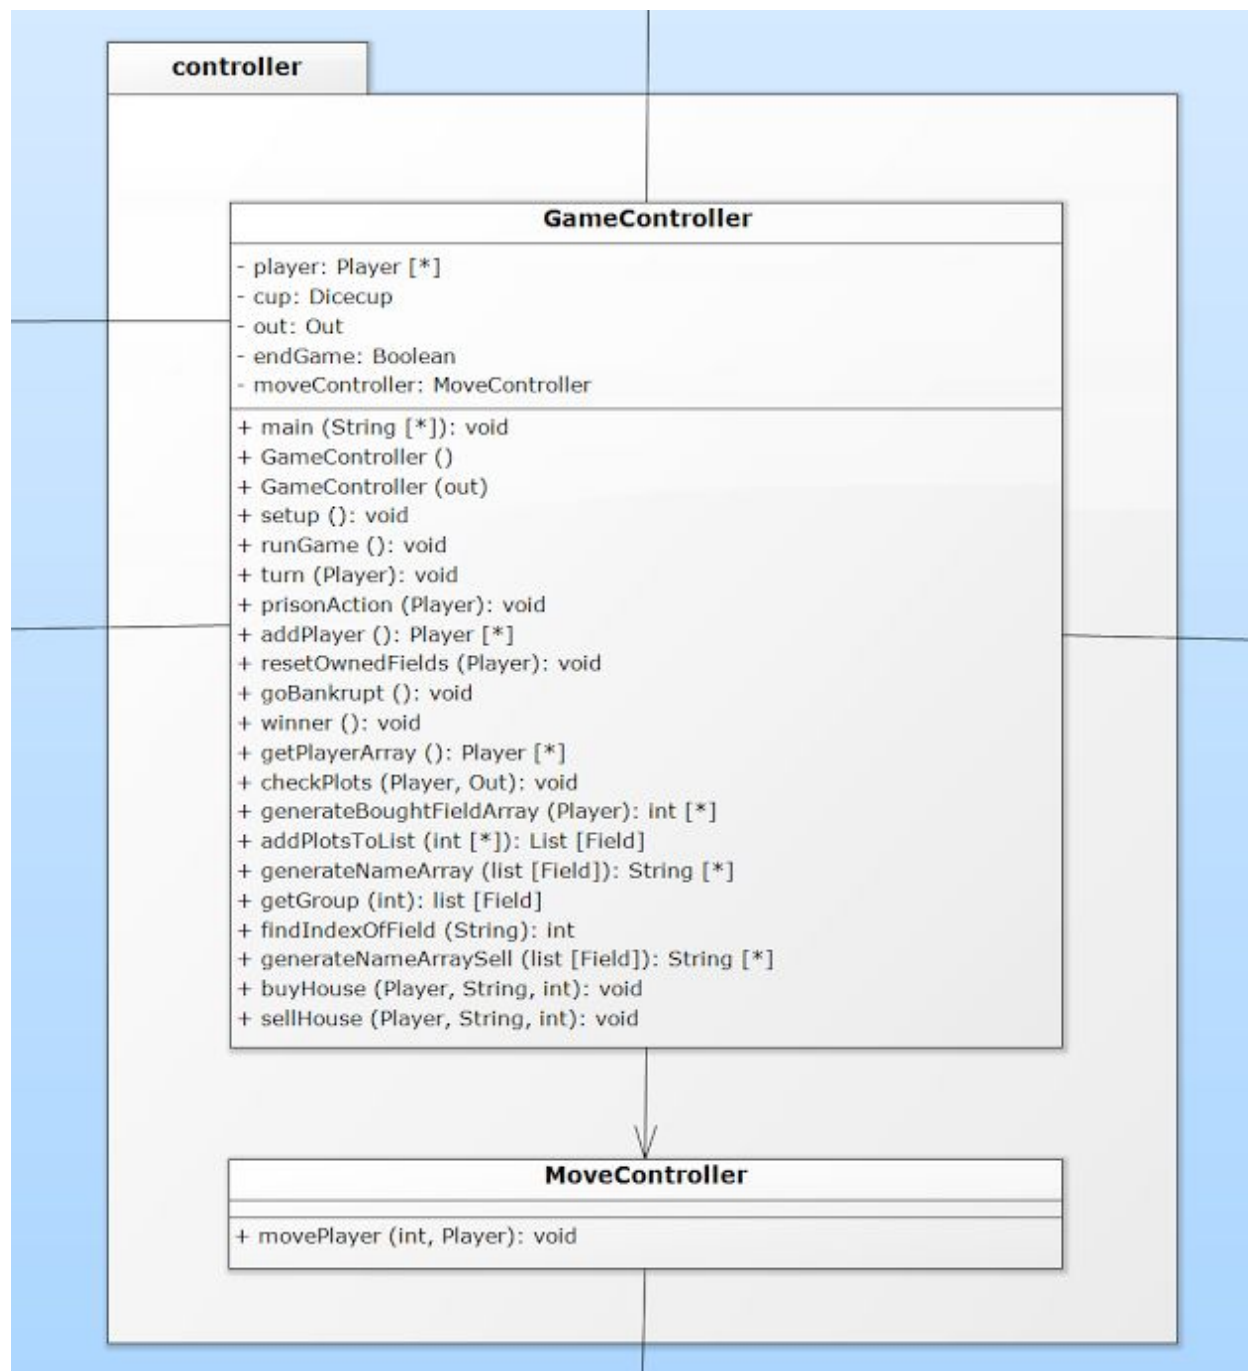 controller
GameController
- player: Player [*]
- cup: Dicecup
- out: Out
- endGame: Boolean
- moveController: MoveController
+ main (String [*]): void
+ GameController ()
+ GameController (out)
+ setup (): void
+ runGame (): void
+ turn (Player): void
+ prisonAction (Player): void
+ addPlayer (): Player [*]
+ resetOwnedFields (Player): void
+ goBankrupt (): void
+ winner (): void
+ getPlayerArray (): Player [*]
+ checkPlots (Player, Out): void
+ generateBoughtFieldArray (Player): int [*]
+ addPlotsToList (int [*]): List [Field]
+ generateNameArray (list [Field]): String [*]
+ getGroup (int): list [Field]
+ findIndexOfField (String): int
+ generateNameArraySell (list [Field]): String [*]
+ buyHouse (Player, String, int): void
+ sellHouse (Player, String, int): void
MoveController
+ movePlayer (int, Player): void